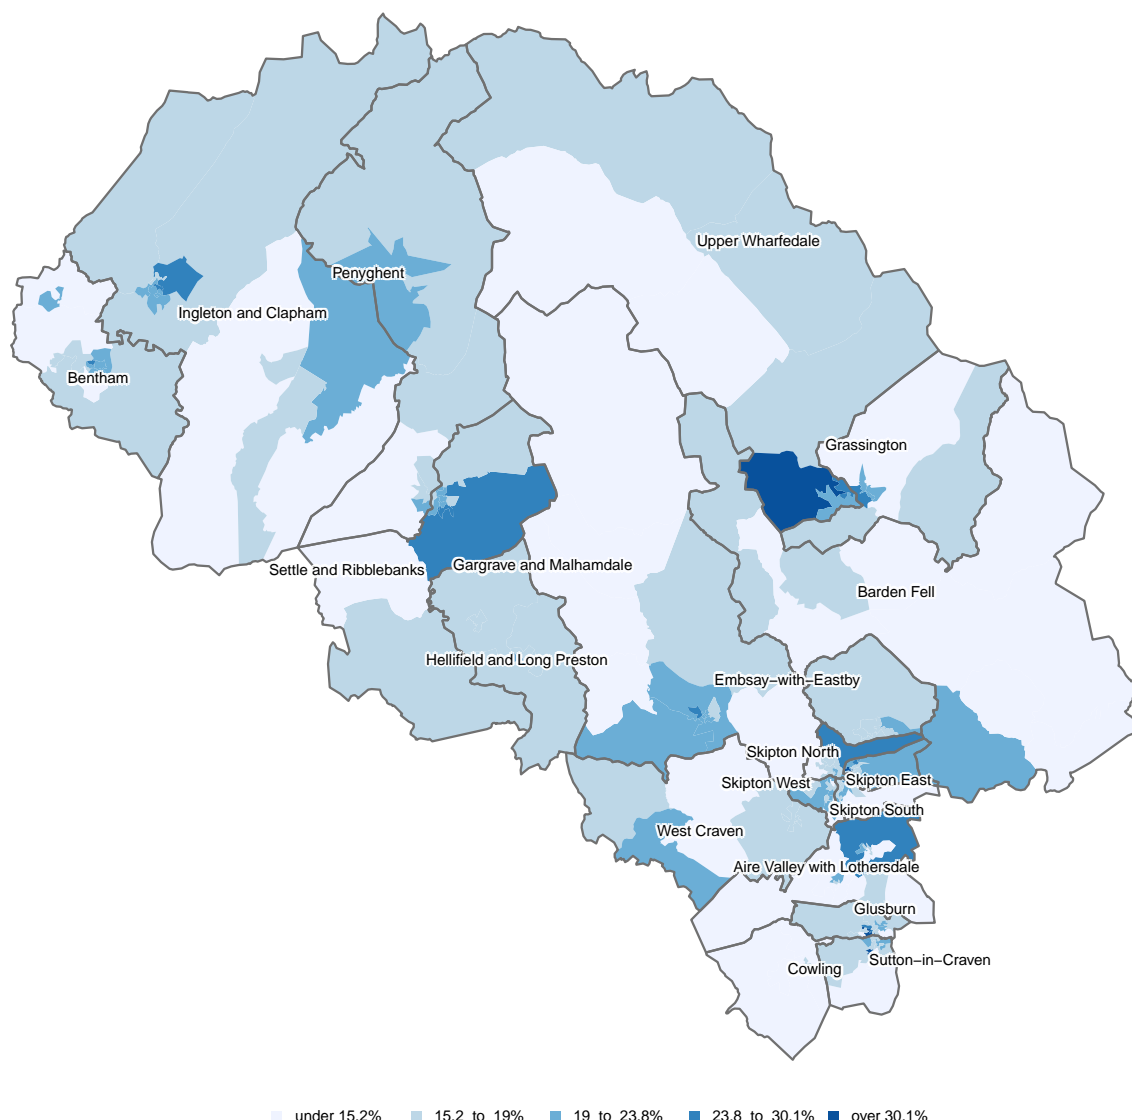 Upper Wharfedale
Penyghent
Ingleton and Clapham
Bentham
Grassington
Settle and Ribblebanks
Gargrave and Malhamdale
Barden Fell
Hellifield and Long Preston
Embsay−with−Eastby
Skipton North
Skipton West
Skipton East
Skipton South
West Craven
Aire Valley with Lothersdale
Glusburn
Cowling
Sutton−in−Craven
under 15.2% 15.2 to 19% 19 to 23.8% 23.8 to 30.1% over 30.1%